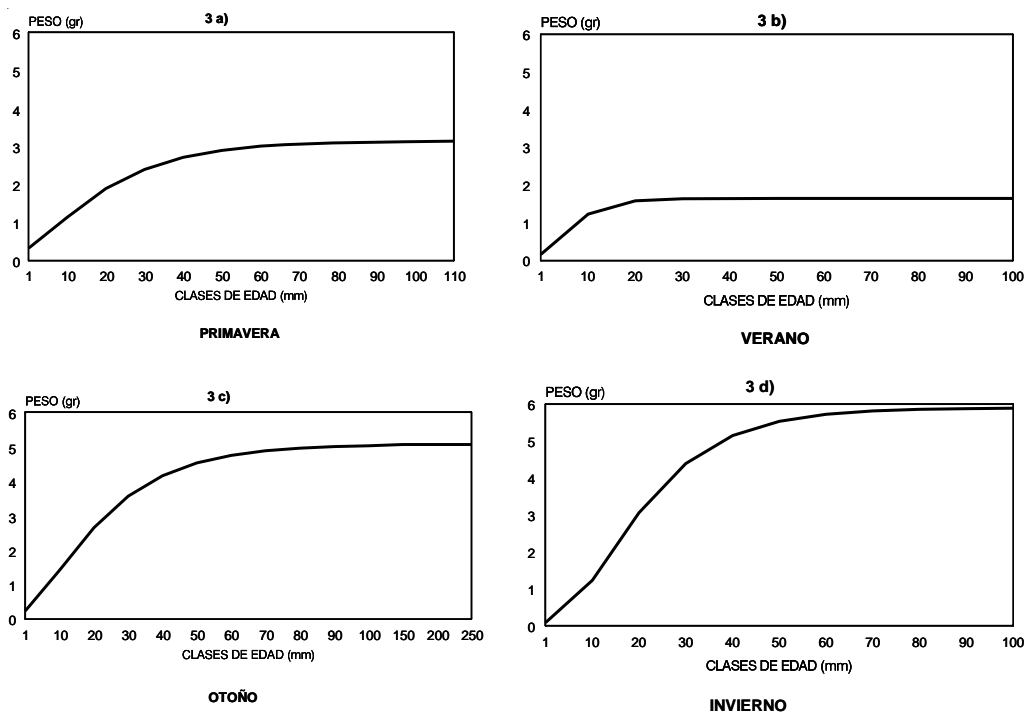 3 a)
PESO (gr)
6
5
4
3
2
1
0
1 10 20 30 40 50 60 70 80 90 100 110
CLASES DE EDAD (mm)
PRIMAVERA
3 b)
PESO (gr)
6
5
4
3
2
1
0
1 10 20 30 40 50 60 70 80 90 100
CLASES DE EDAD (mm)
VERANO
3 c)
PESO (gr)
6
5
4
3
2
1
0
1 10 20 30 40 50 60 70 80 90 100 150 200 250
CLASES DE EDAD (mm)
OTOÑO
3 d)
PESO (gr)
6
5
4
3
2
1
0
1 10 20 30 40 50 60 70 80 90 100
CLASES DE EDAD (mm)
INVIERNO